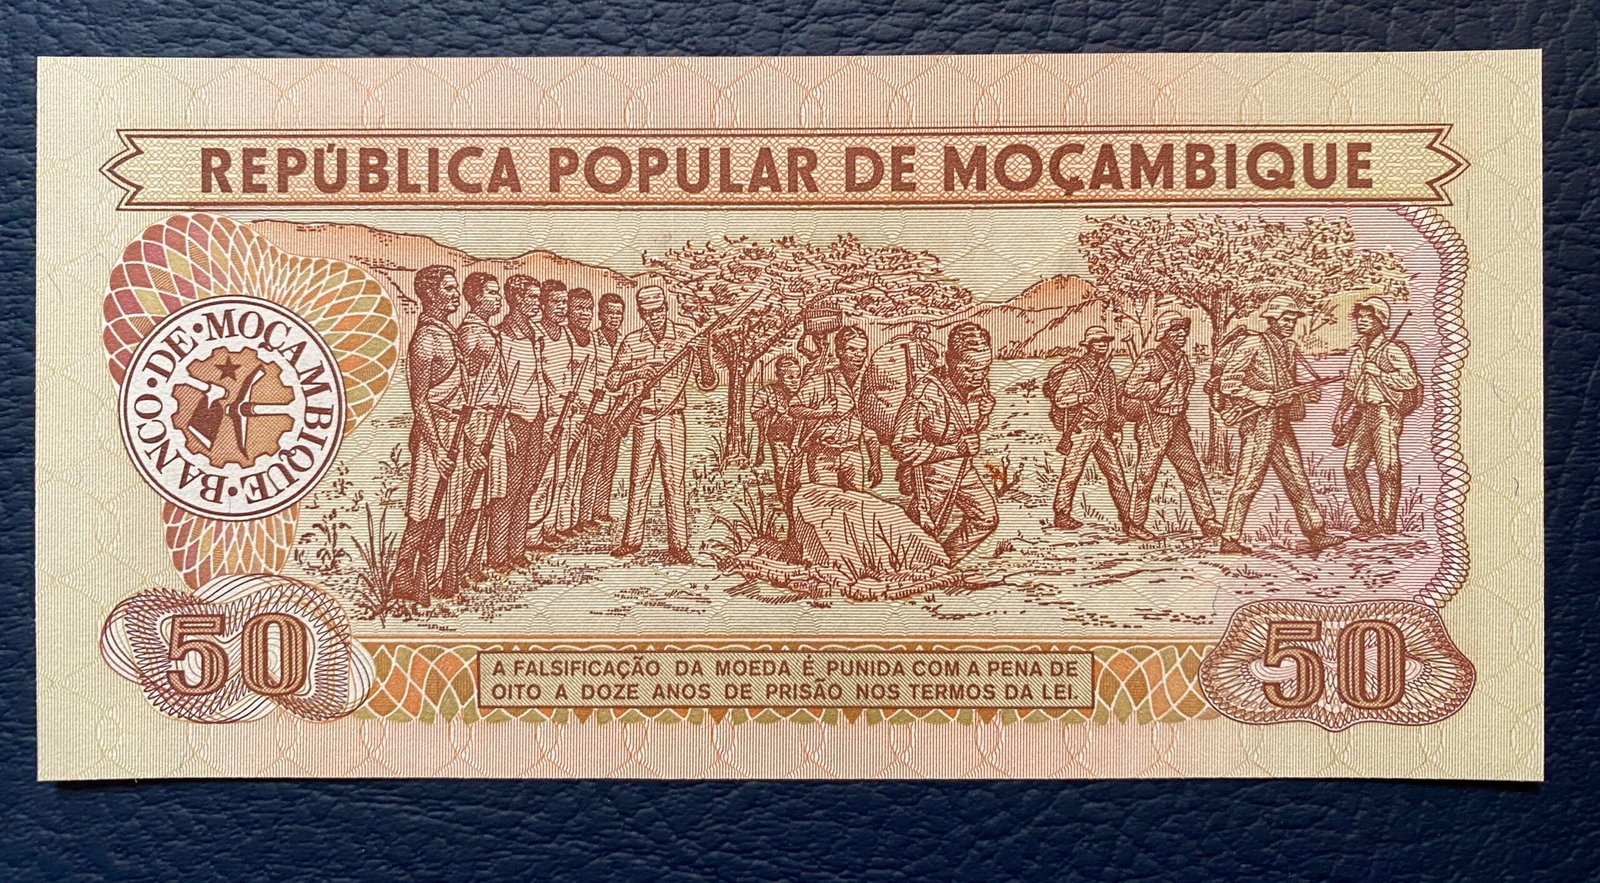 REPÚBLICA POPULAR DE MOÇAMBIQUE
BANCO · DE · MOÇAMBIQUE ·
50
A FALSIFICAÇÃO DA MOEDA É PUNIDA COM A PENA DE
OITO A DOZE ANOS DE PRISÃO NOS TERMOS DA LEI.
50